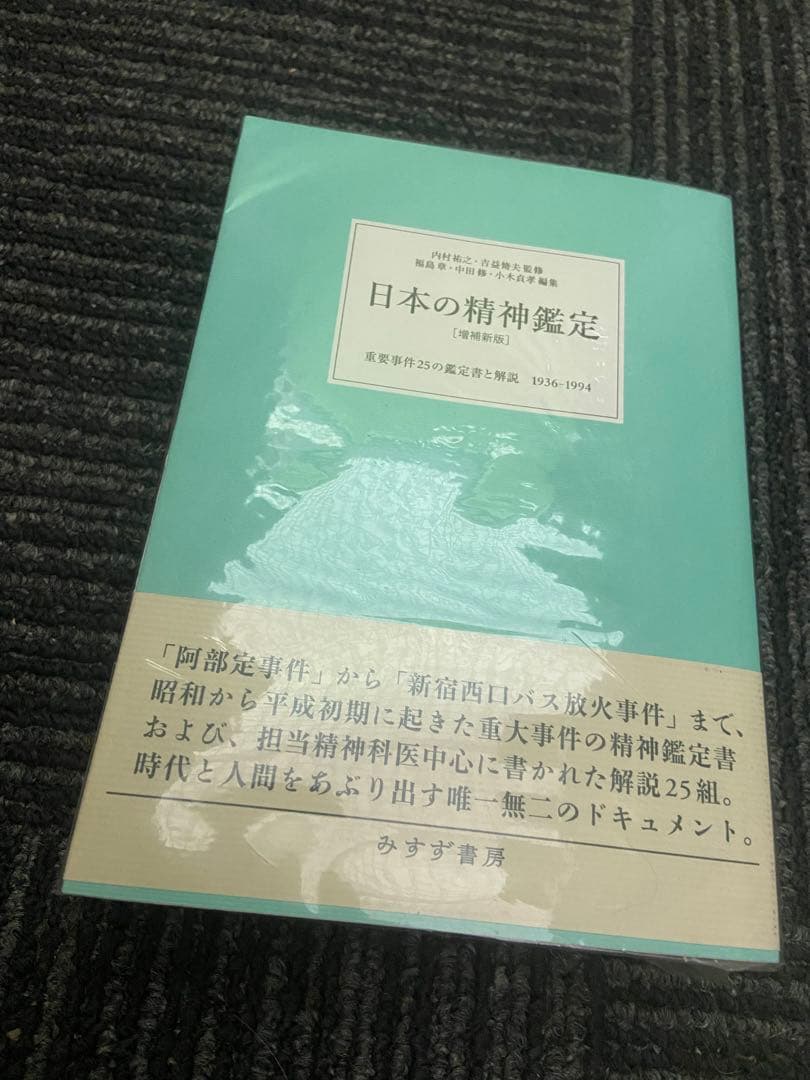 内村祐之・吉益脩夫 監修
福島 章・中田 修・小木貞孝 編集
日本の精神鑑定
［増補新版］
重要事件25の鑑定書と解説 1936-1994
「阿部定事件」から「新宿西口バス放火事件」まで、
昭和から平成初期に起きた重大事件の精神鑑定書
および、担当精神科医中心に書かれた解説25組。
時代と人間をあぶり出す唯一無二のドキュメント。
みすず書房